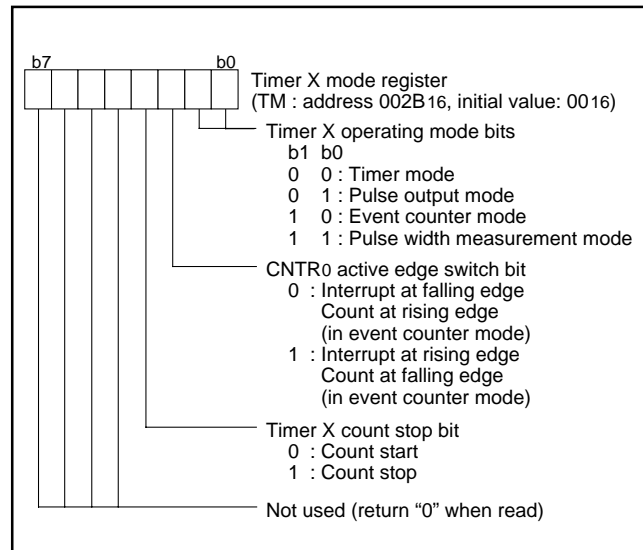 b7 b0
Timer X mode register
(TM : address 002B16, initial value: 0016)
Timer X operating mode bits
b1 b0
0 0 : Timer mode
0 1 : Pulse output mode
1 0 : Event counter mode
1 1 : Pulse width measurement mode
CNTR0 active edge switch bit
0 : Interrupt at falling edge
Count at rising edge
(in event counter mode)
1 : Interrupt at rising edge
Count at falling edge
(in event counter mode)
Timer X count stop bit
0 : Count start
1 : Count stop
Not used (return “0” when read)